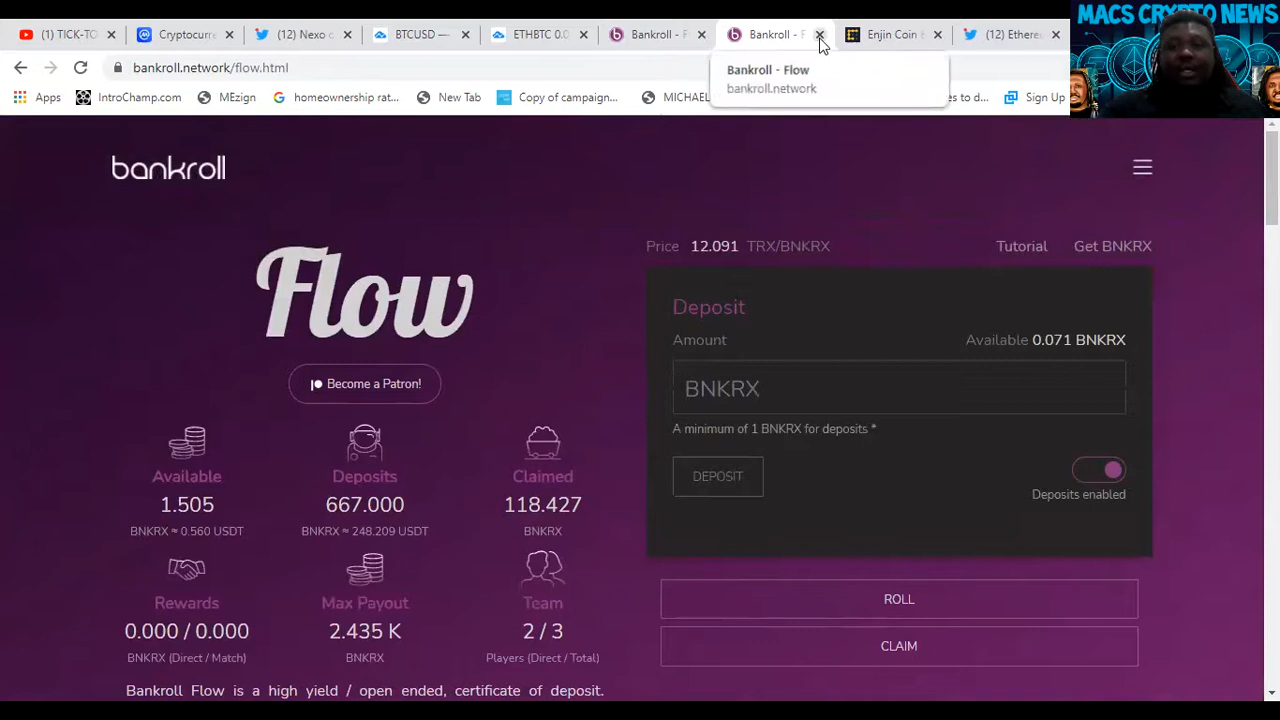 (1) TICK-TO
Cryptocurre
(12) Nexo c
BTCUSD —
ETHBTC 0.0
Bankroll - F
Bankroll - F
Enjin Coin
(12) Ethere
MACS CRYPTO NEWS
bankroll.network/flow.html
Bankroll - Flow
bankroll.network
Apps
IntroChamp.com
MEzign
homeownership rat...
New Tab
Copy of campaign...
MICHAEL
es to d...
Sign Up
bankroll
Flow
Become a Patron!
Available
1.505
BNKRX ≈ 0.560 USDT
Deposits
667.000
BNKRX ≈ 248.209 USDT
Claimed
118.427
BNKRX
Rewards
0.000 / 0.000
BNKRX (Direct / Match)
Max Payout
2.435 K
BNKRX
Team
2 / 3
Players (Direct / Total)
Bankroll Flow is a high yield / open ended, certificate of deposit.
Price 12.091 TRX/BNKRX
Tutorial
Get BNKRX
Deposit
Amount
Available 0.071 BNKRX
BNKRX
A minimum of 1 BNKRX for deposits *
DEPOSIT
Deposits enabled
ROLL
CLAIM